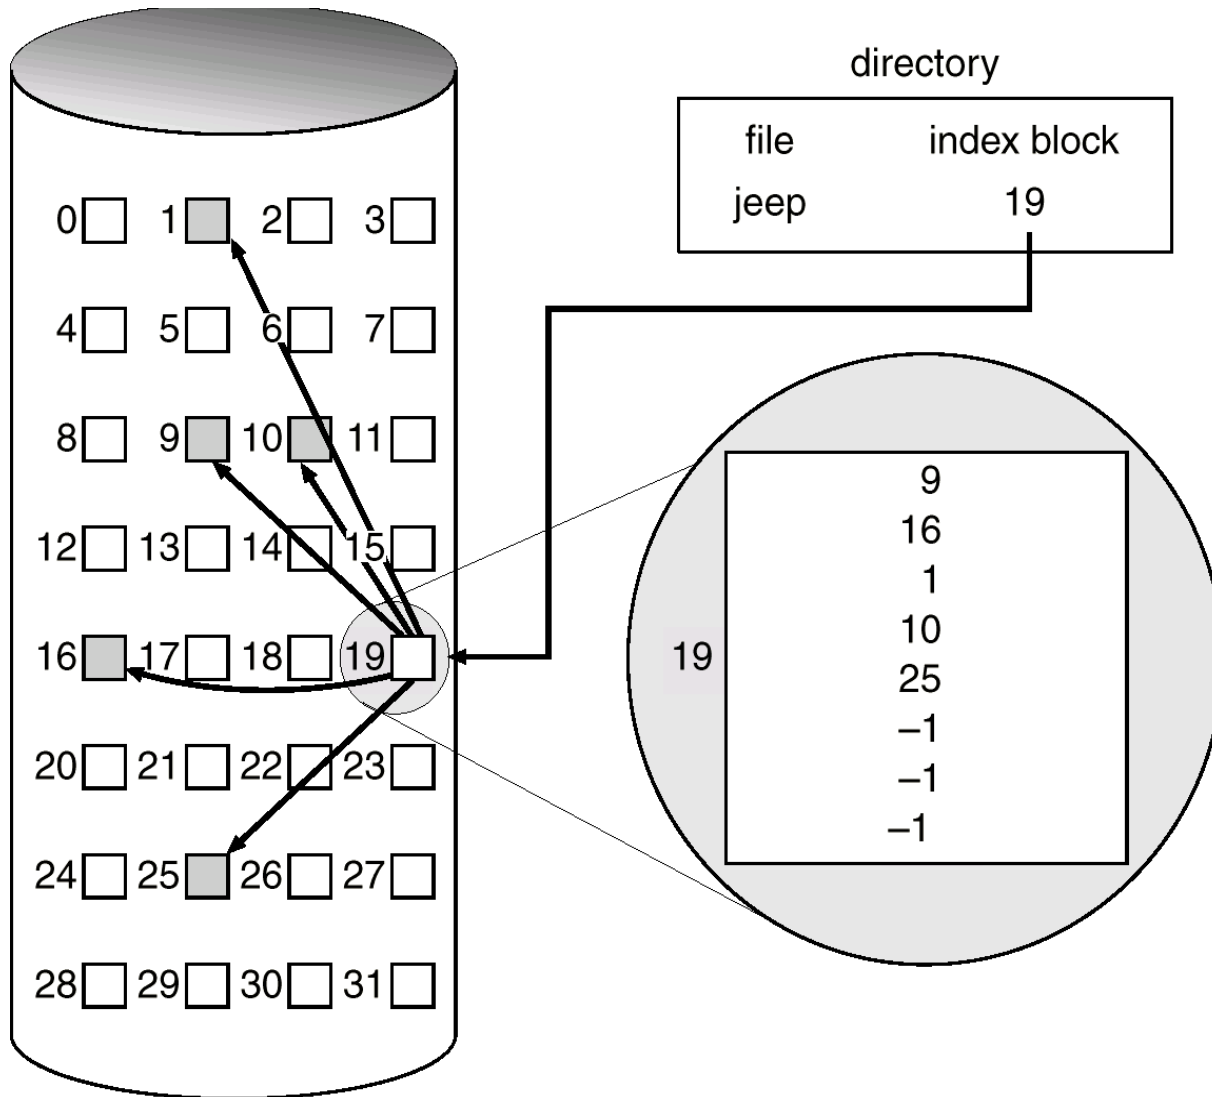 directory
file index block
jeep 19
0 1 2 3
4 5 6 7
8 9 10 11
12 13 14 15
16 17 18 19
20 21 22 23
24 25 26 27
28 29 30 31
19
9
16
1
10
25
–1
–1
–1